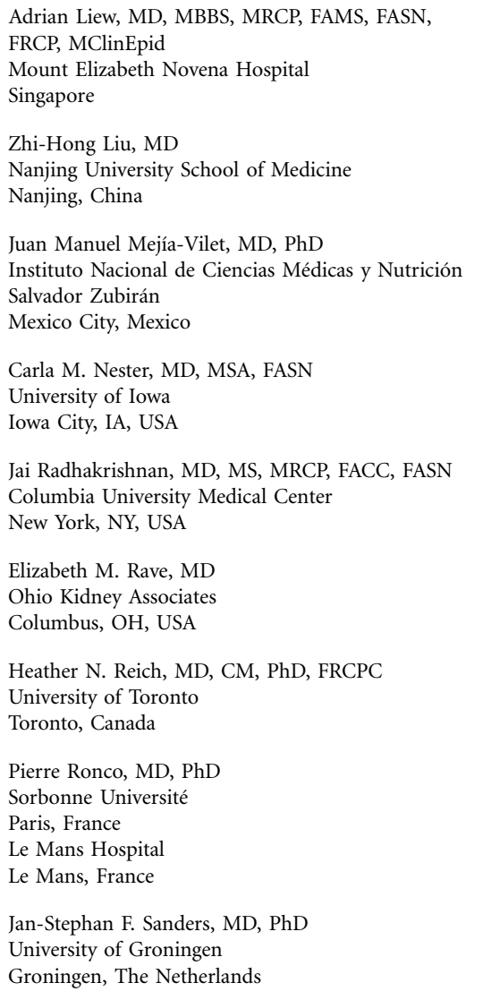 Adrian Liew, MD, MBBS, MRCP, FAMS, FASN,
FRCP, MClinEpid
Mount Elizabeth Novena Hospital
Singapore
Zhi-Hong Liu, MD
Nanjing University School of Medicine
Nanjing, China
Juan Manuel Mejía-Vilet, MD, PhD
Instituto Nacional de Ciencias Médicas y Nutrición
Salvador Zubirán
Mexico City, Mexico
Carla M. Nester, MD, MSA, FASN
University of Iowa
Iowa City, IA, USA
Jai Radhakrishnan, MD, MS, MRCP, FACC, FASN
Columbia University Medical Center
New York, NY, USA
Elizabeth M. Rave, MD
Ohio Kidney Associates
Columbus, OH, USA
Heather N. Reich, MD, CM, PhD, FRCPC
University of Toronto
Toronto, Canada
Pierre Ronco, MD, PhD
Sorbonne Université
Paris, France
Le Mans Hospital
Le Mans, France
Jan-Stephan F. Sanders, MD, PhD
University of Groningen
Groningen, The Netherlands